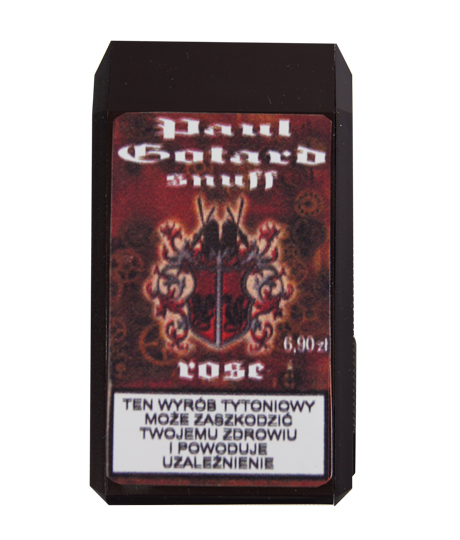 Paul
Gotard
snuff
6,90 zł
rose
TEN WYRÓB TYTONIOWY
MOŻE ZASZKODZIĆ
TWOJEMU ZDROWIU
I POWODUJE
UZALEŻNIENIE